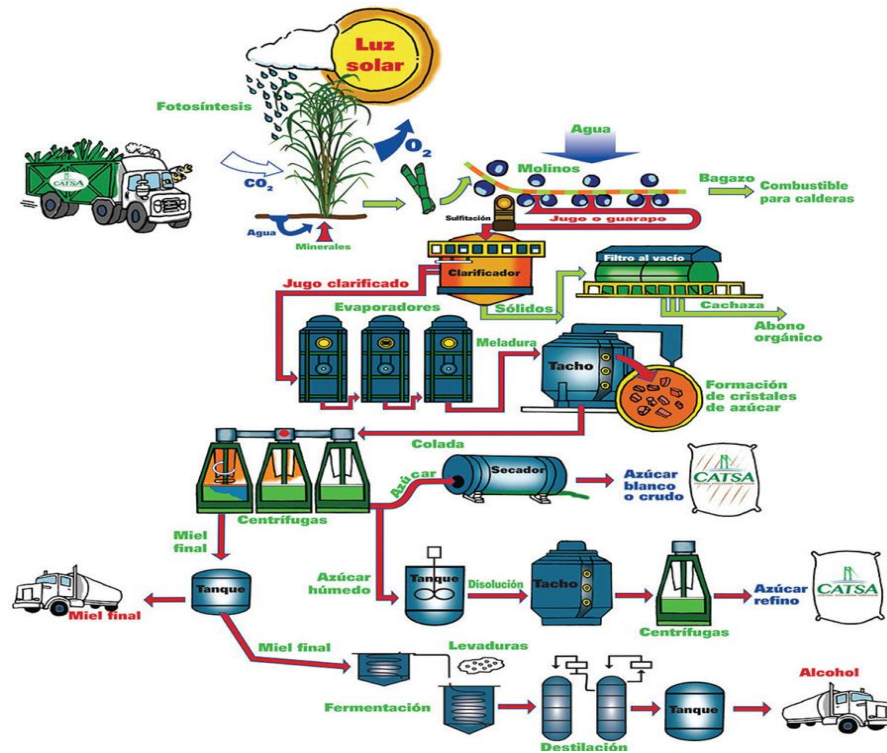 Luz
solar
Fotosíntesis
CATSA
CO₂
O₂
Agua
Minerales
Agua
Molinos
Bagazo
Combustible
para calderas
Sulfitación
Jugo o guarapo
Clarificador
Filtro al vacío
Jugo clarificado
Sólidos
Cachaza
Abono
orgánico
Evaporadores
Meladura
Tacho
Formación
de cristales
de azúcar
Colada
Centrífugas
Azúcar
Secador
Azúcar
blanco
o crudo
CATSA
Miel
final
Tanque
Miel final
Azúcar
húmedo
Tanque
Disolución
Tacho
Centrífugas
Azúcar
refino
CATSA
Miel final
Levaduras
Fermentación
Destilación
Tanque
Alcohol